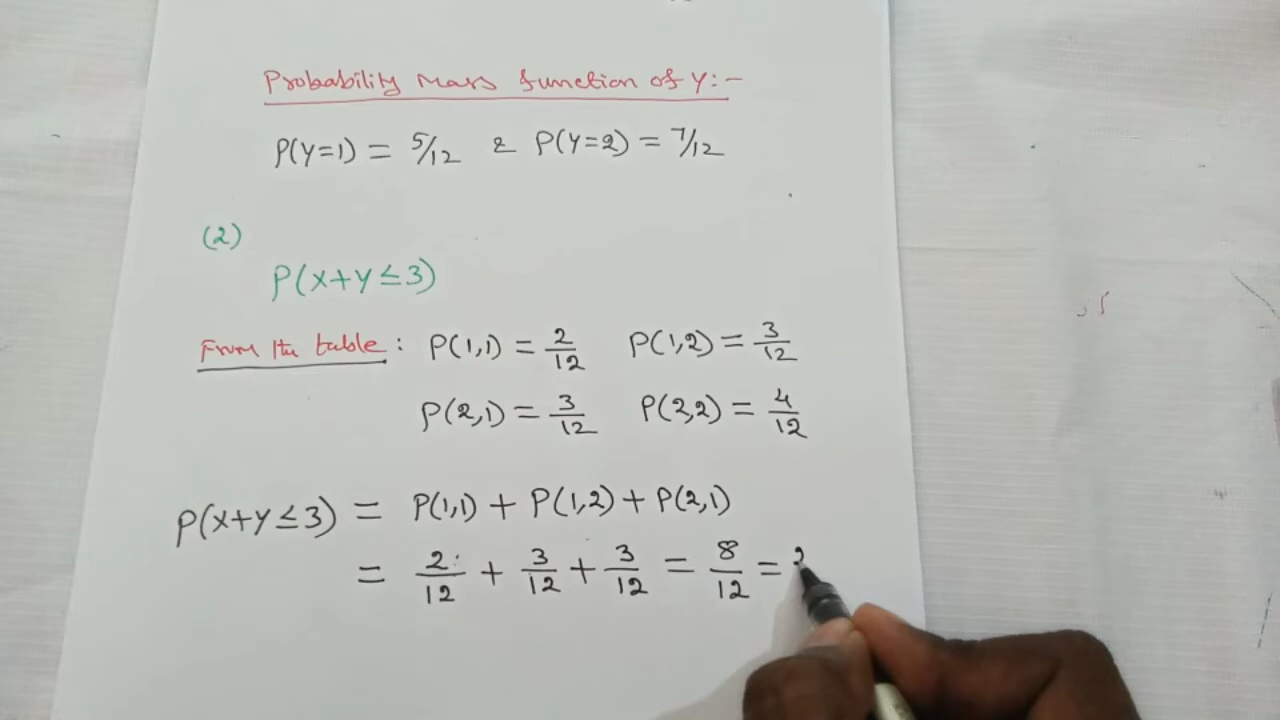 Probability Mass function of Y:-
P(Y=1) = 5/12 & P(Y=2) = 7/12
(2)
P(X+Y≤3)
From the table: P(1,1) = 2/12 P(1,2) = 3/12
P(2,1) = 3/12 P(2,2) = 4/12
P(X+Y≤3) = P(1,1) + P(1,2) + P(2,1)
= 2/12 + 3/12 + 3/12 = 8/12 =